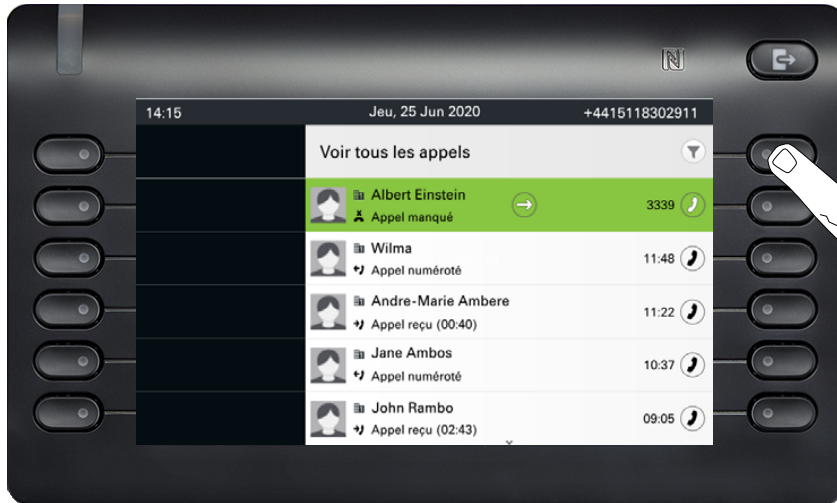 14:15 Jeu, 25 Jun 2020 +4415118302911
Voir tous les appels
Albert Einstein
Appel manqué 3339
Wilma
Appel numéroté 11:48
Andre-Marie Ambere
Appel reçu (00:40) 11:22
Jane Ambos
Appel numéroté 10:37
John Rambo
Appel reçu (02:43) 09:05